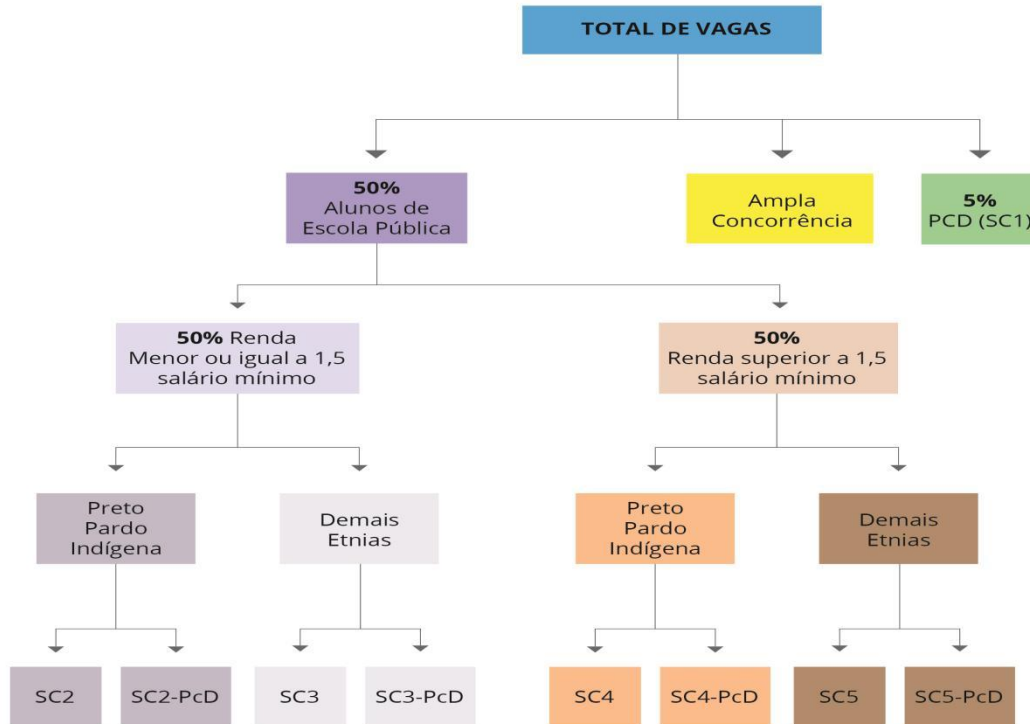 TOTAL DE VAGAS
50%
Alunos de
Escola Pública
Ampla
Concorrência
5%
PCD (SC1)
50% Renda
Menor ou igual a 1,5
salário mínimo
50%
Renda superior a 1,5
salário mínimo
Preto
Pardo
Indígena
Demais
Etnias
Preto
Pardo
Indígena
Demais
Etnias
SC2
SC2-PcD
SC3
SC3-PcD
SC4
SC4-PcD
SC5
SC5-PcD